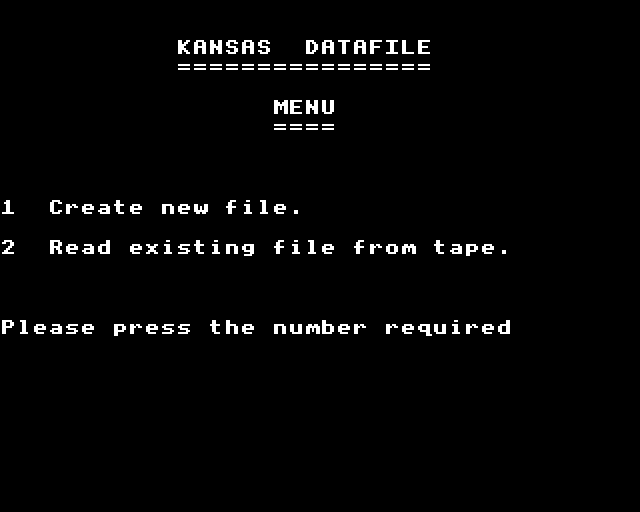 KANSAS  DATAFILE
================
MENU
====
1  Create new file.
2  Read existing file from tape.
Please press the number required